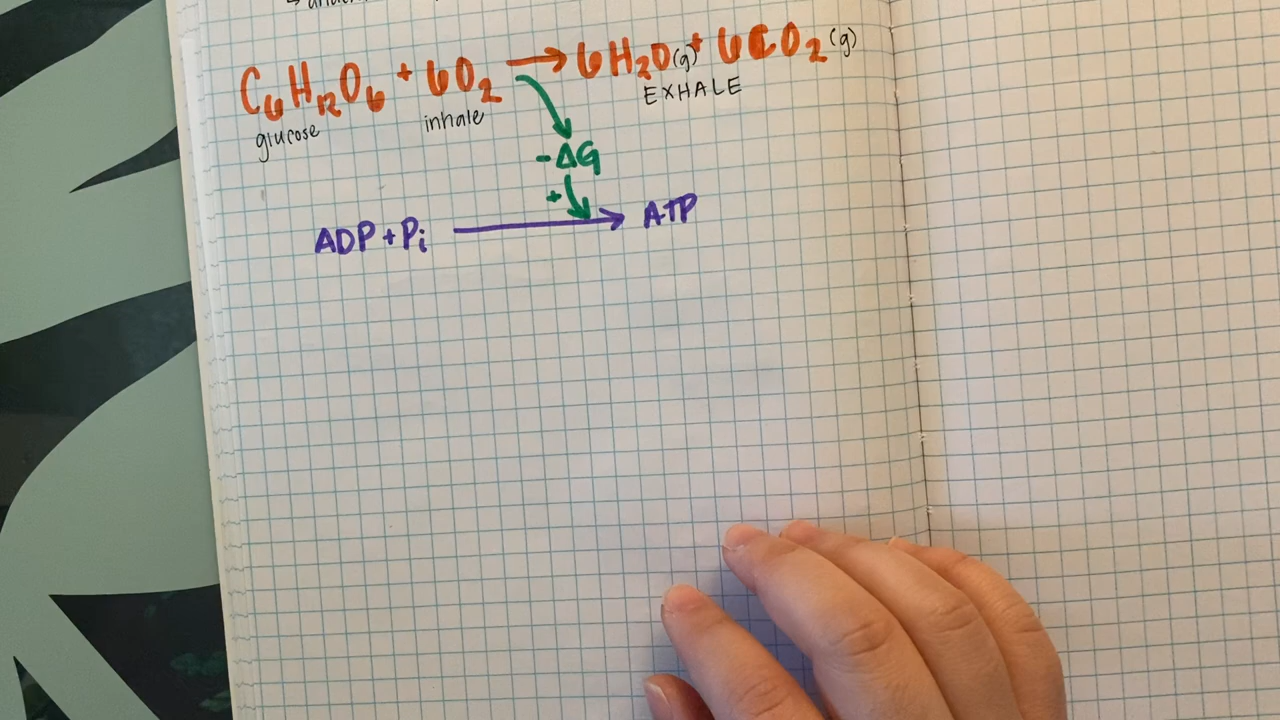 C₆H₁₂O₆ + 6O₂ → 6H₂O(g) + 6CO₂(g)
glucose inhale EXHALE
-ΔG
+
ADP + Pᵢ → ATP